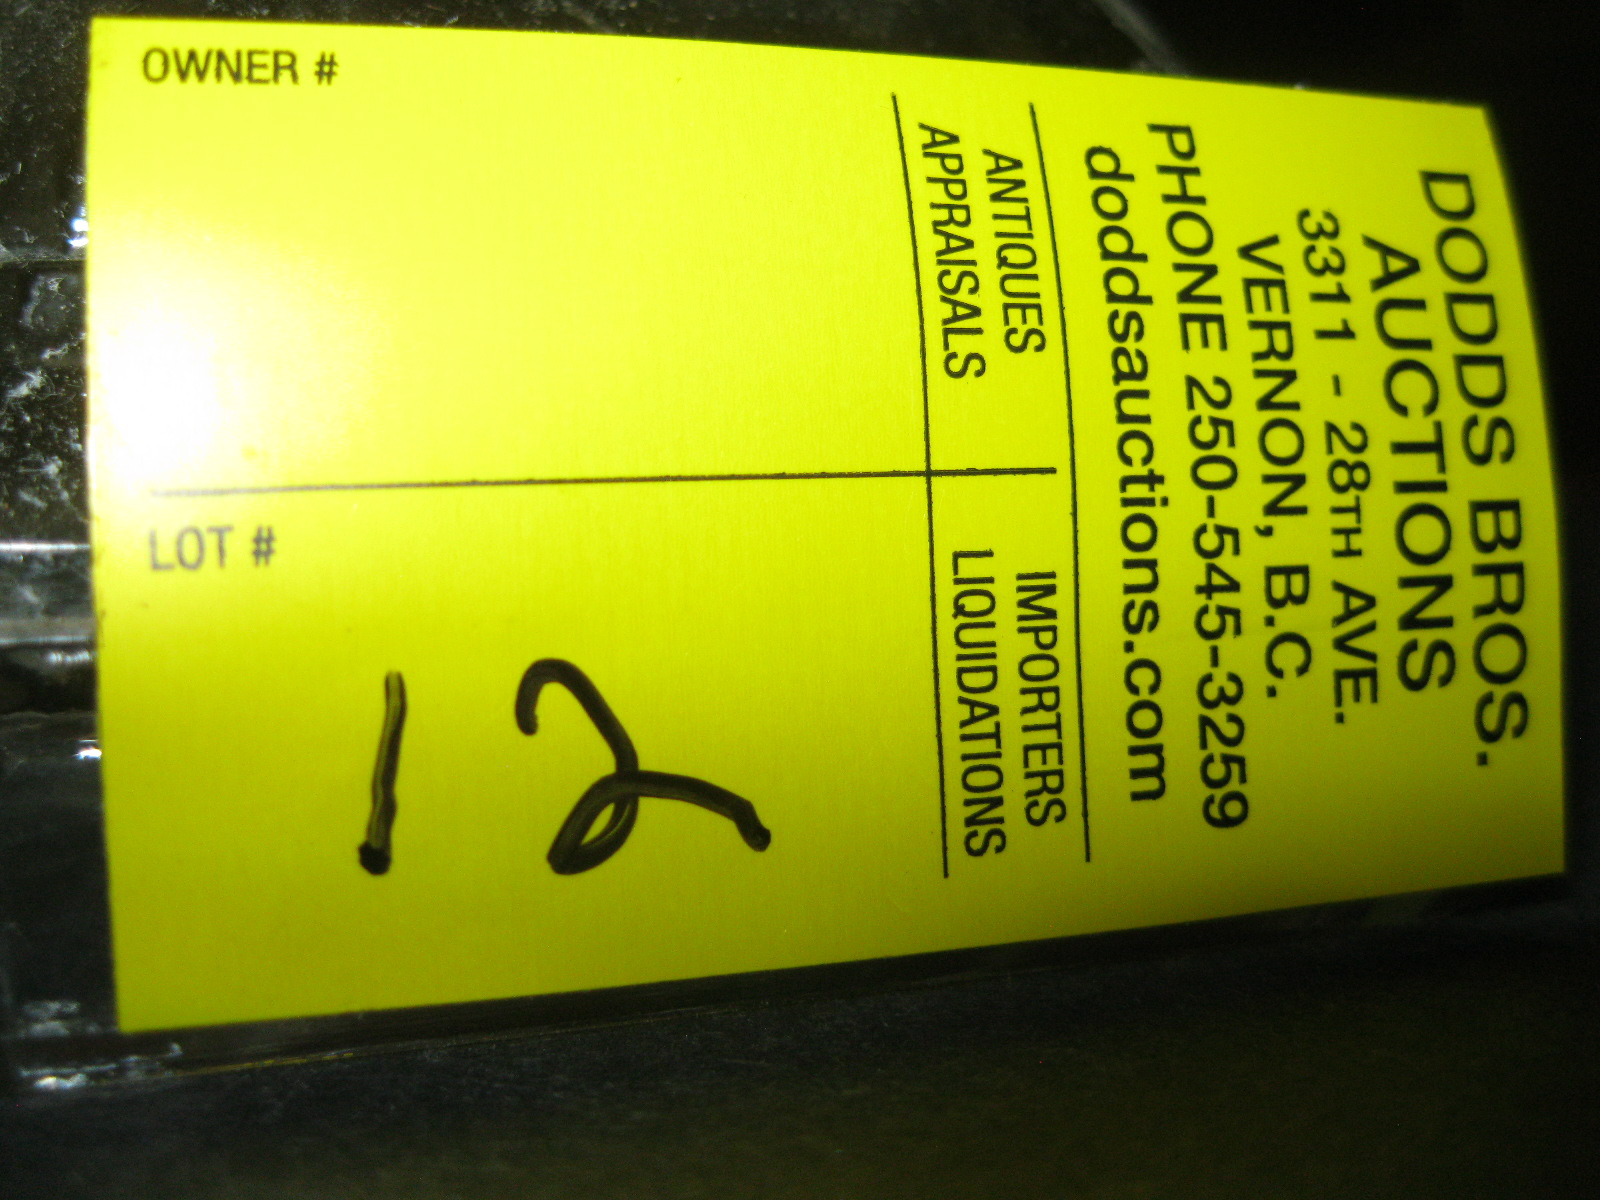 DODDS BROS.
AUCTIONS
3311 - 28TH AVE.
VERNON, B.C.
PHONE 250-545-3259
doddsauctions.com
ANTIQUES
APPRAISALS
IMPORTERS
LIQUIDATIONS
OWNER #
LOT #
12